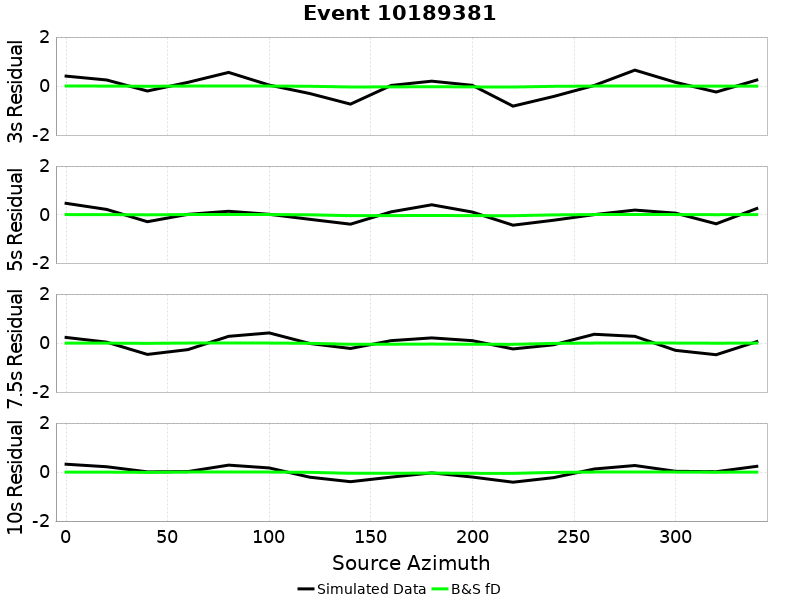 Event 10189381
3s Residual
2
0
-2
5s Residual
2
0
-2
7.5s Residual
2
0
-2
10s Residual
2
0
-2
0 50 100 150 200 250 300
Source Azimuth
Simulated Data B&S fD